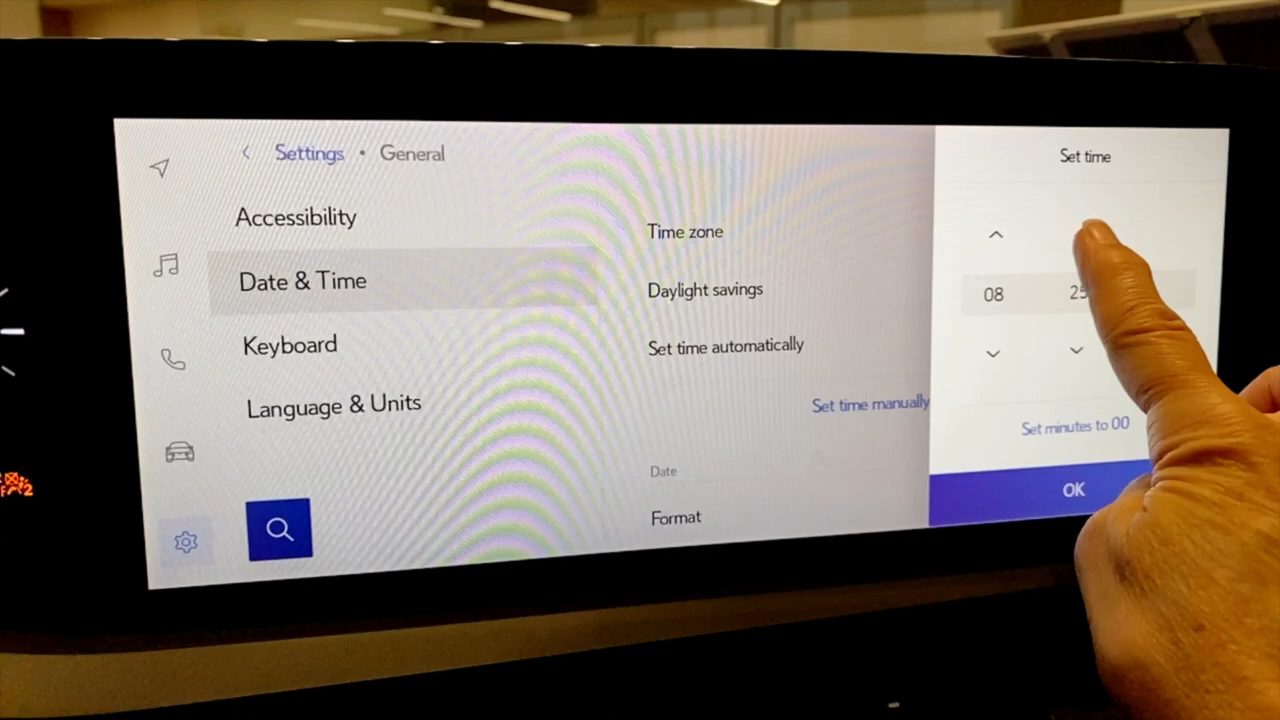 Settings • General
Accessibility
Date & Time
Keyboard
Language & Units
Time zone
Daylight savings
Set time automatically
Set time manually
Date
Format
Set time
08
Set minutes to 00
OK